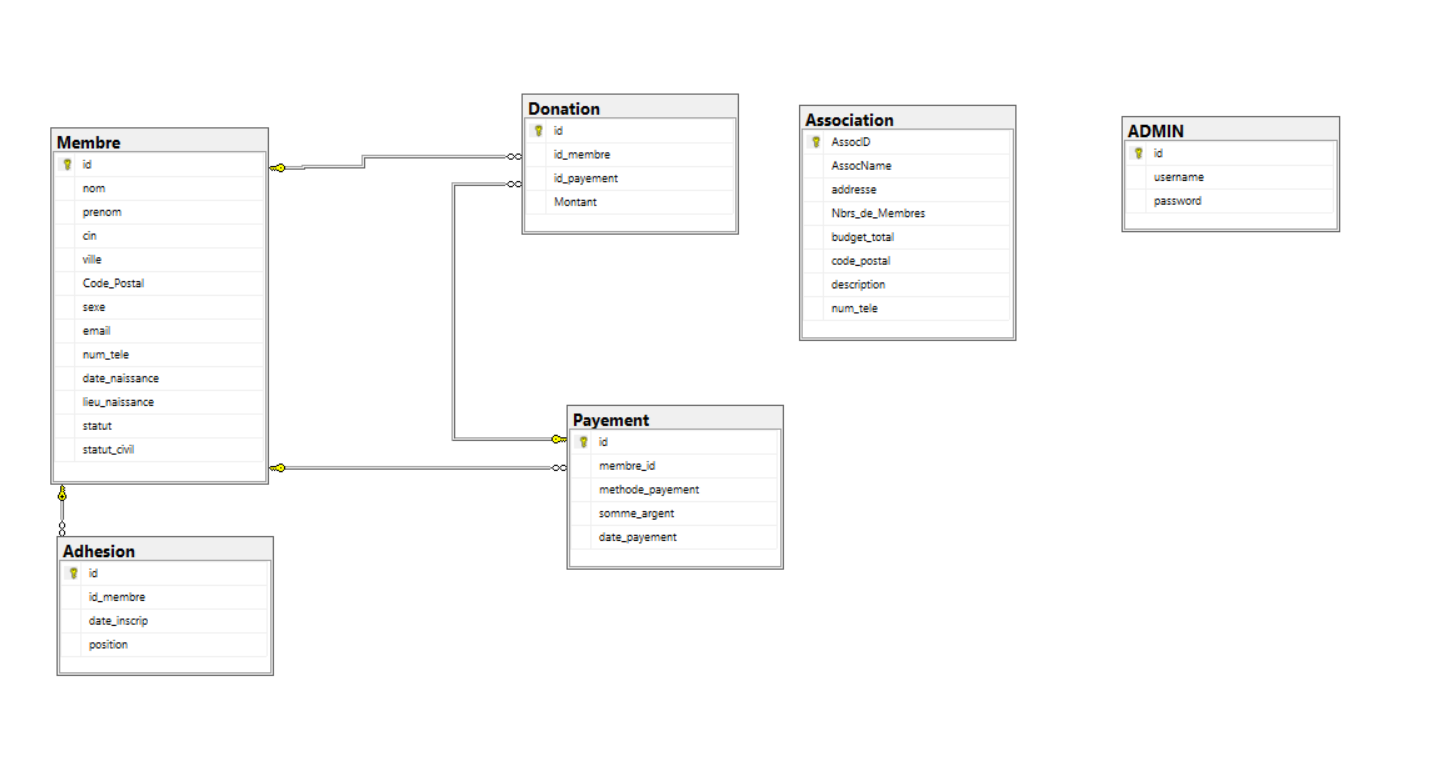 Membre
id
nom
prenom
cin
ville
Code_Postal
sexe
email
num_tele
date_naissance
lieu_naissance
statut
statut_civil
Donation
id
id_membre
id_payement
Montant
Association
AssocID
AssocName
addresse
Nbrs_de_Membres
budget_total
code_postal
description
num_tele
ADMIN
id
username
password
Payement
id
membre_id
methode_payement
somme_argent
date_payement
Adhesion
id
id_membre
date_inscrip
position